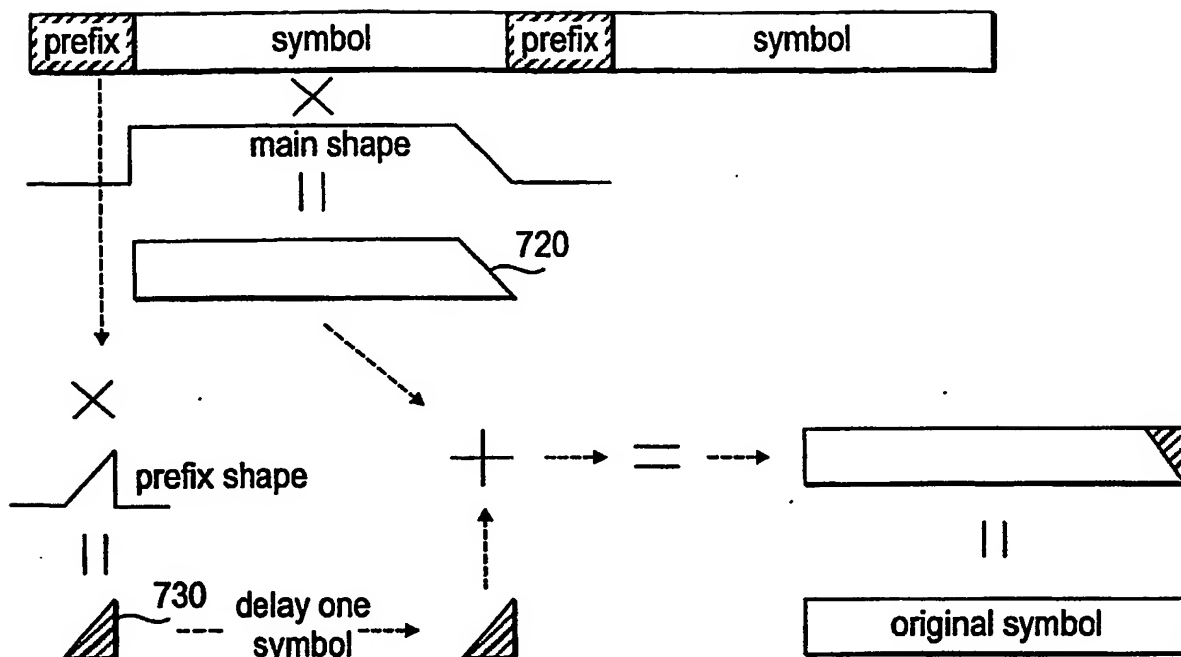 prefix symbol prefix symbol
main shape
720
prefix shape
730
delay one
symbol
original symbol